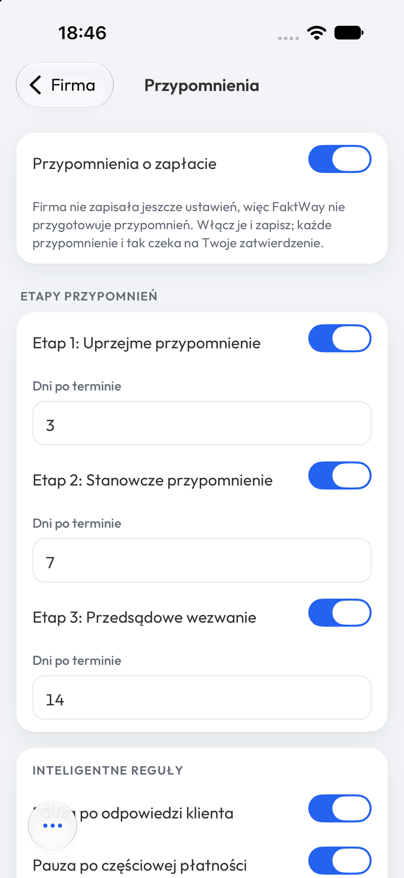 18:46
Firma
Przypomnienia
Przypomnienia o zapłacie
Firma nie zapisała jeszcze ustawień, więc FaktWay nie
przygotowuje przypomnień. Włącz je i zapisz; każde
przypomnienie i tak czeka na Twoje zatwierdzenie.
ETAPY PRZYPOMNIEŃ
Etap 1: Uprzejme przypomnienie
Dni po terminie
3
Etap 2: Stanowcze przypomnienie
Dni po terminie
7
Etap 3: Przedsądowe wezwanie
Dni po terminie
14
INTELIGENTNE REGUŁY
po odpowiedzi klienta
Pauza po częściowej płatności